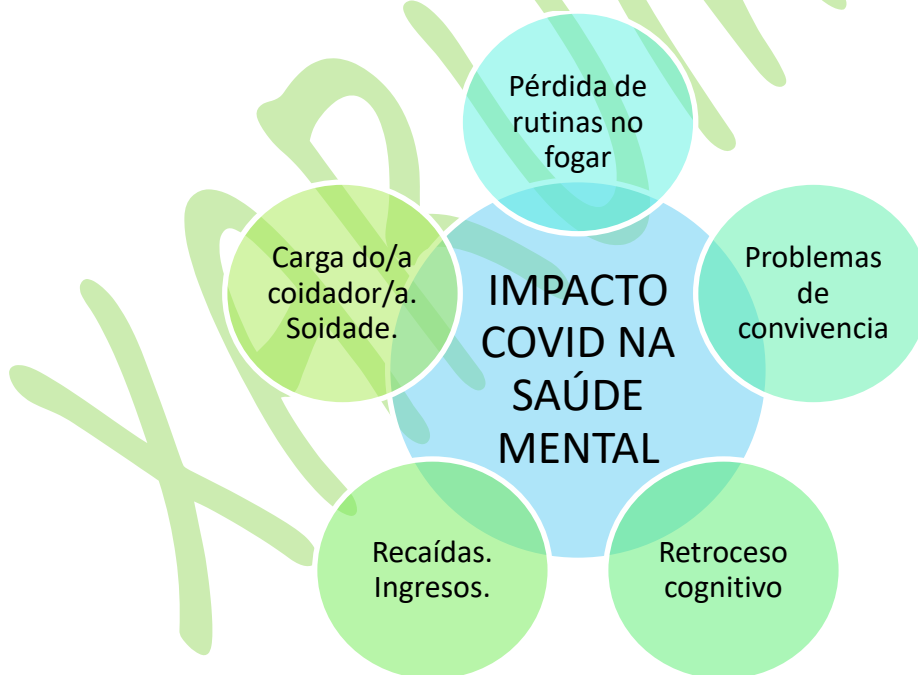 Pérdida de
rutinas no
fogar
Carga do/a
coidador/a.
Soidade.
IMPACTO
COVID NA
SAÚDE
MENTAL
Problemas
de
convivencia
Recaídas.
Ingresos.
Retroceso
cognitivo